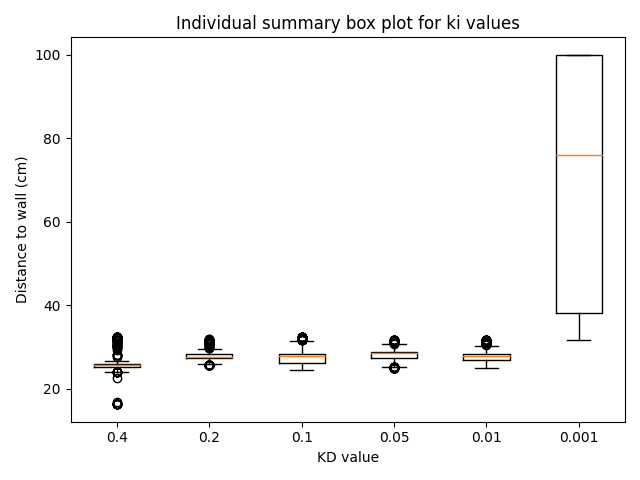 Individual summary box plot for ki values
Distance to wall (cm)
100
80
60
40
20
0.4 0.2 0.1 0.05 0.01 0.001
KD value